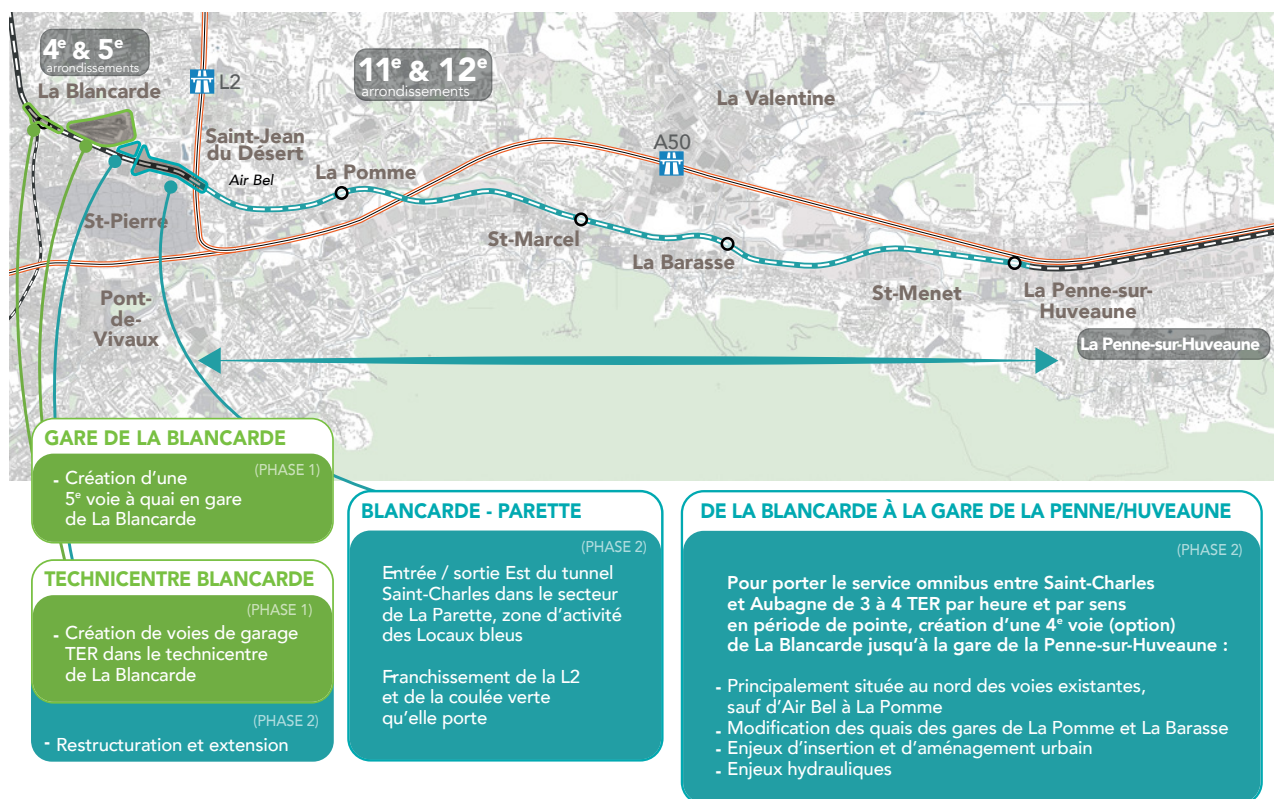 4e & 5e
arrondissements
La Blancarde
L2
11e & 12e
arrondissements
La Valentine
A50
Saint-Jean
du Désert
Air Bel
La Pomme
St-Pierre
St-Marcel
La Barasse
St-Menet
La Penne-sur-
Huveaune
Pont-
de-
Vivaux
La Penne-sur-Huveaune
GARE DE LA BLANCARDE
(PHASE 1)
- Création d’une
5e voie à quai en gare
de La Blancarde
TECHNICENTRE BLANCARDE
(PHASE 1)
- Création de voies de garage
TER dans le technicentre
de La Blancarde
(PHASE 2)
- Restructuration et extension
BLANCARDE - PARETTE
(PHASE 2)
Entrée / sortie Est du tunnel
Saint-Charles dans le secteur
de La Parette, zone d’activité
des Locaux bleus
Franchissement de la L2
et de la coulée verte
qu’elle porte
DE LA BLANCARDE À LA GARE DE LA PENNE/HUVEAUNE
(PHASE 2)
Pour porter le service omnibus entre Saint-Charles
et Aubagne de 3 à 4 TER par heure et par sens
en période de pointe, création d’une 4e voie (option)
de La Blancarde jusqu’à la gare de la Penne-sur-Huveaune :
- Principalement située au nord des voies existantes,
sauf d’Air Bel à La Pomme
- Modification des quais des gares de La Pomme et La Barasse
- Enjeux d’insertion et d’aménagement urbain
- Enjeux hydrauliques